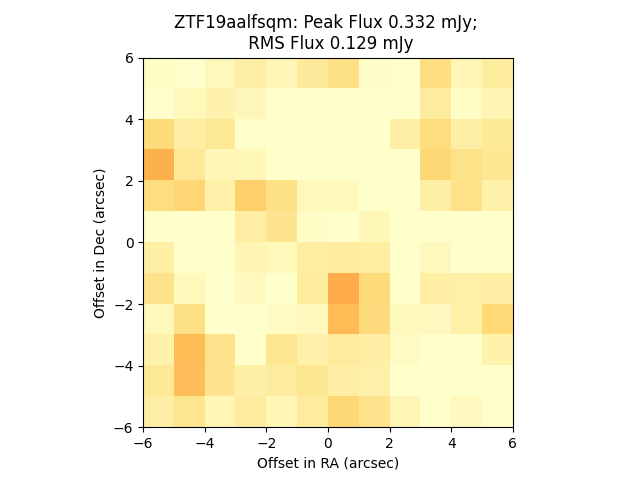 ZTF19aalfsqm: Peak Flux 0.332 mJy;
RMS Flux 0.129 mJy
6
4
2
0
−2
−4
−6
Offset in Dec (arcsec)
−6 −4 −2 0 2 4 6
Offset in RA (arcsec)